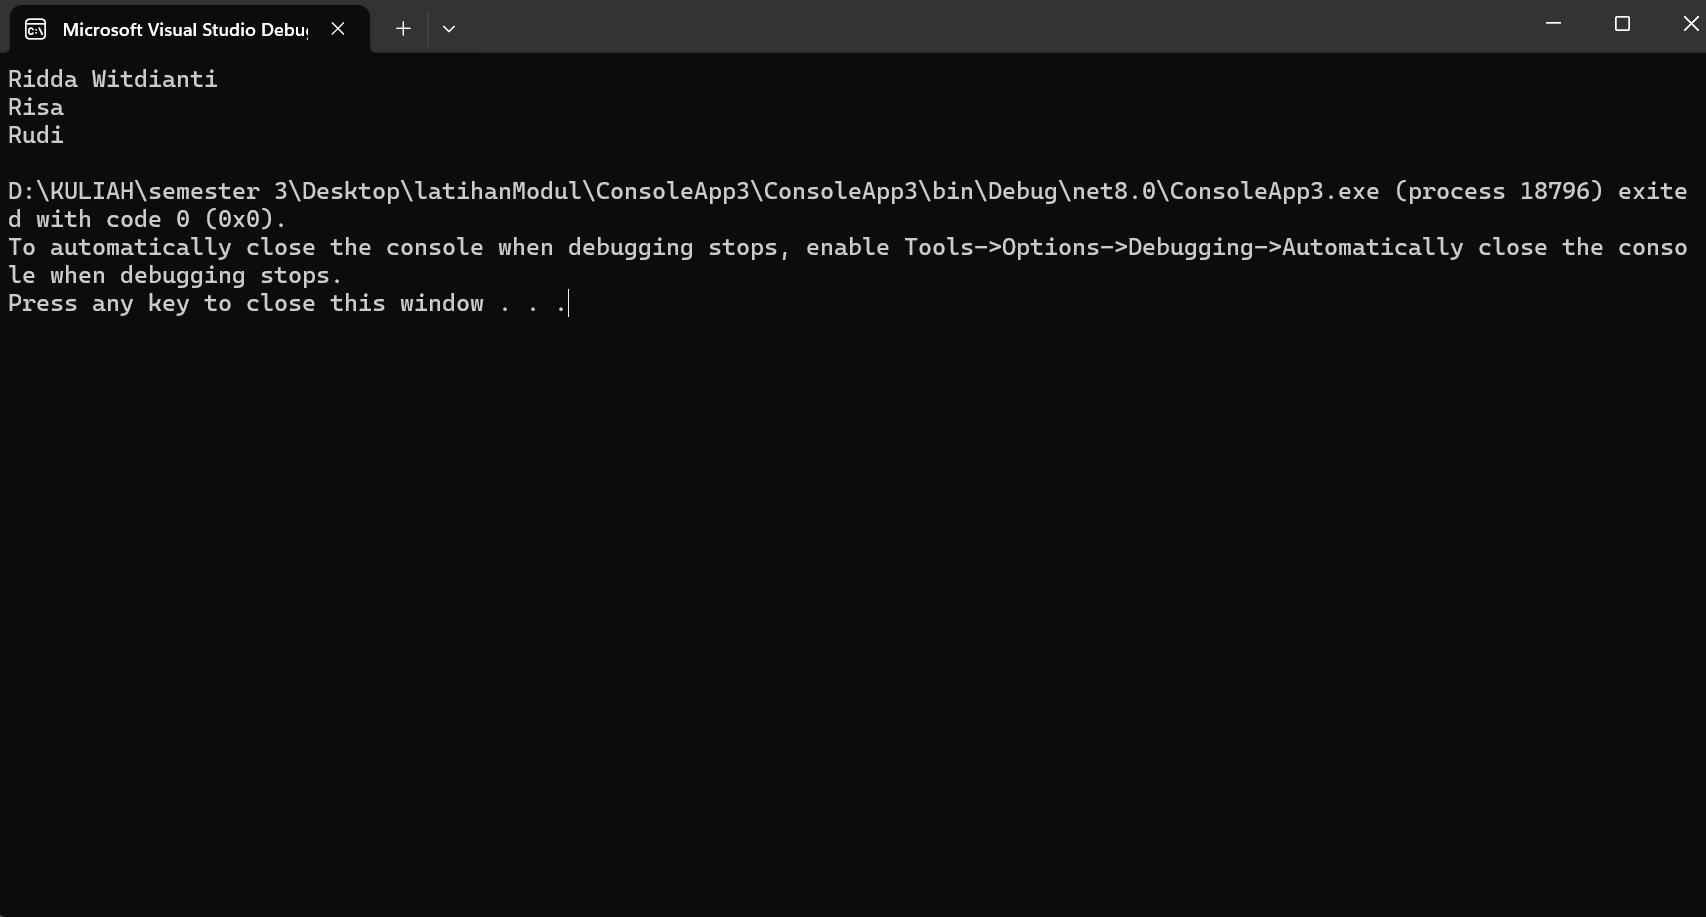 Microsoft Visual Studio Debu
Ridda Witdianti
Risa
Rudi
D:\KULIAH\semester 3\Desktop\latihanModul\ConsoleApp3\ConsoleApp3\bin\Debug\net8.0\ConsoleApp3.exe (process 18796) exite
d with code 0 (0x0).
To automatically close the console when debugging stops, enable Tools->Options->Debugging->Automatically close the conso
le when debugging stops.
Press any key to close this window . . .